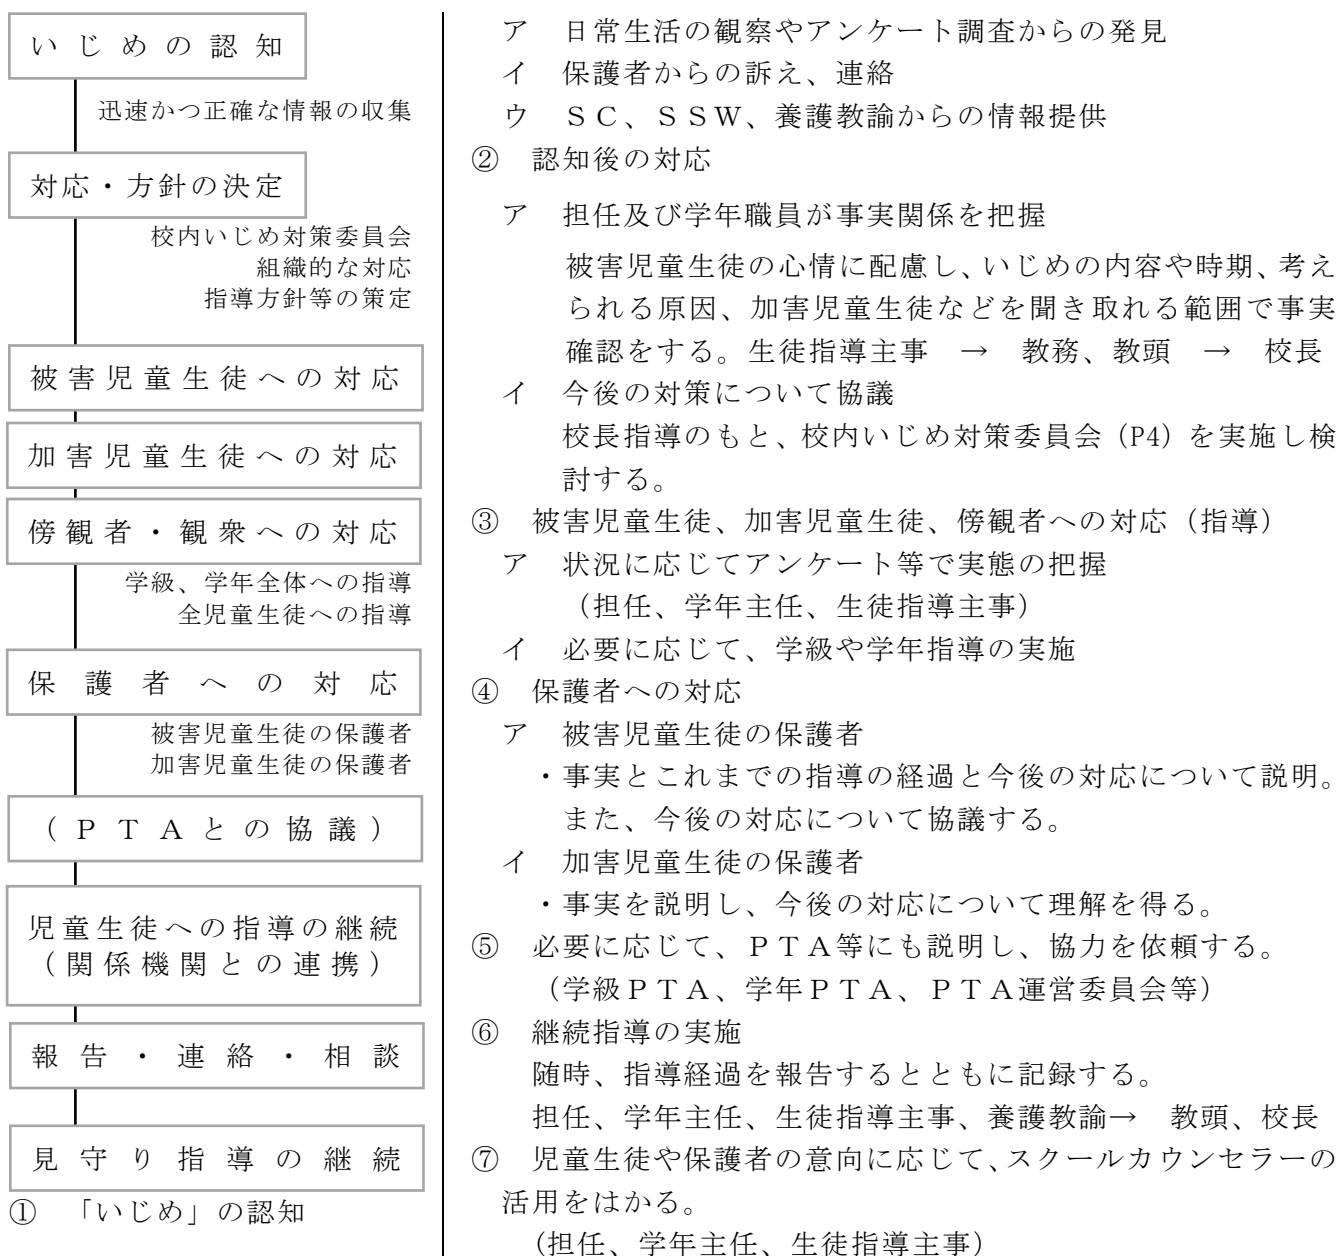 いじめの認知
迅速かつ正確な情報の収集
対応・方針の決定
校内いじめ対策委員会
組織的な対応
指導方針等の策定
被害児童生徒への対応
加害児童生徒への対応
傍観者・観衆への対応
学級、学年全体への指導
全児童生徒への指導
保護者への対応
被害児童生徒の保護者
加害児童生徒の保護者
(PTAとの協議)
児童生徒への指導の継続
(関係機関との連携)
報告・連絡・相談
見守り指導の継続
① 「いじめ」の認知
ア 日常生活の観察やアンケート調査からの発見
イ 保護者からの訴え、連絡
ウ SC、SSW、養護教諭からの情報提供
② 認知後の対応
ア 担任及び学年職員が事実関係を把握
被害児童生徒の心情に配慮し、いじめの内容や時期、考え
られる原因、加害児童生徒などを聞き取れる範囲で事実
確認をする。生徒指導主事 → 教務、教頭 → 校長
イ 今後の対策について協議
校長指導のもと、校内いじめ対策委員会(P4)を実施し検
討する。
③ 被害児童生徒、加害児童生徒、傍観者への対応(指導)
ア 状況に応じてアンケート等で実態の把握
(担任、学年主任、生徒指導主事)
イ 必要に応じて、学級や学年指導の実施
④ 保護者への対応
ア 被害児童生徒の保護者
・事実とこれまでの指導の経過と今後の対応について説明。
また、今後の対応について協議する。
イ 加害児童生徒の保護者
・事実を説明し、今後の対応について理解を得る。
⑤ 必要に応じて、PTA等にも説明し、協力を依頼する。
(学級PTA、学年PTA、PTA運営委員会等)
⑥ 継続指導の実施
随時、指導経過を報告するとともに記録する。
担任、学年主任、生徒指導主事、養護教諭→ 教頭、校長
⑦ 児童生徒や保護者の意向に応じて、スクールカウンセラーの
活用をはかる。
(担任、学年主任、生徒指導主事)